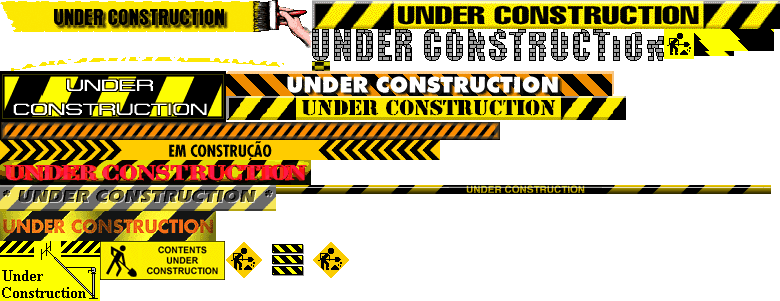 UNDER CONSTRUCTION
UNDER CONSTRUCTION
UNDER CONSTRUCTION
UNDER
CONSTRUCTION
UNDER CONSTRUCTION
UNDER CONSTRUCTION
EM CONSTRUÇÃO
UNDER CONSTRUCTION
UNDER CONSTRUCTION
* UNDER CONSTRUCTION *
UNDER CONSTRUCTION
CONTENTS
UNDER
CONSTRUCTION
Under
Construction